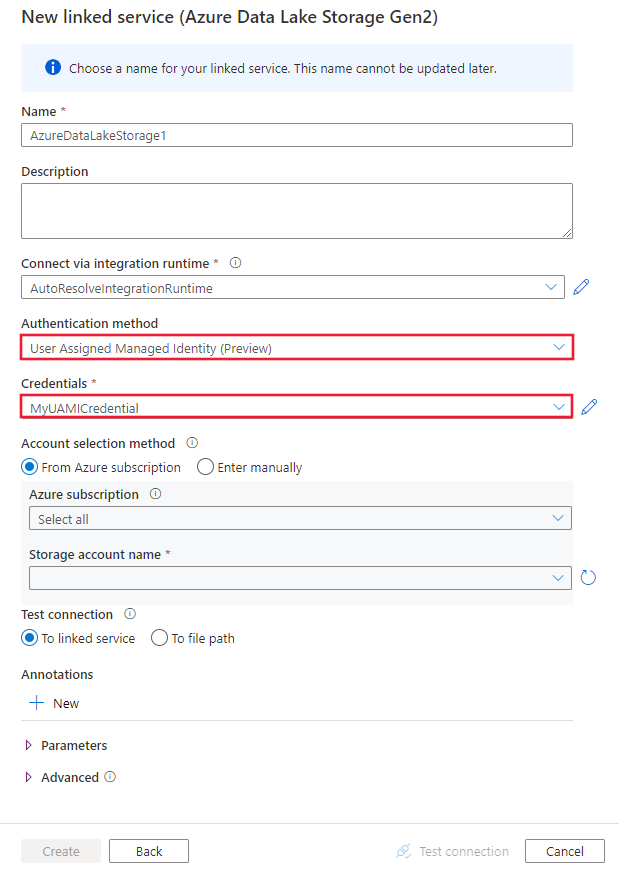 New linked service (Azure Data Lake Storage Gen2)
Choose a name for your linked service. This name cannot be updated later.
Name *
AzureDataLakeStorage1
Description
Connect via integration runtime *
AutoResolveIntegrationRuntime
Authentication method
User Assigned Managed Identity (Preview)
Credentials *
MyUAMICredential
Account selection method
From Azure subscription Enter manually
Azure subscription
Select all
Storage account name *
Test connection
To linked service To file path
Annotations
New
Parameters
Advanced
Create Back Test connection Cancel